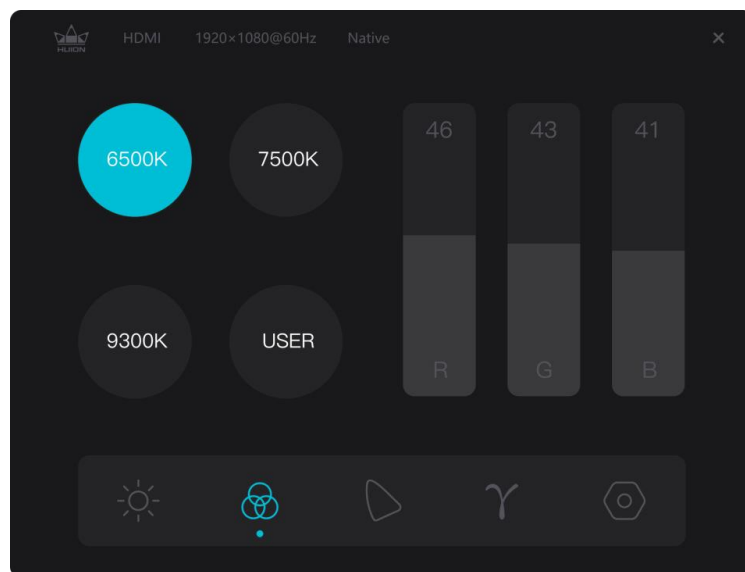 HUION HDMI 1920×1080@60Hz Native ×
6500K 7500K 46 43 41
9300K USER R G B
γ